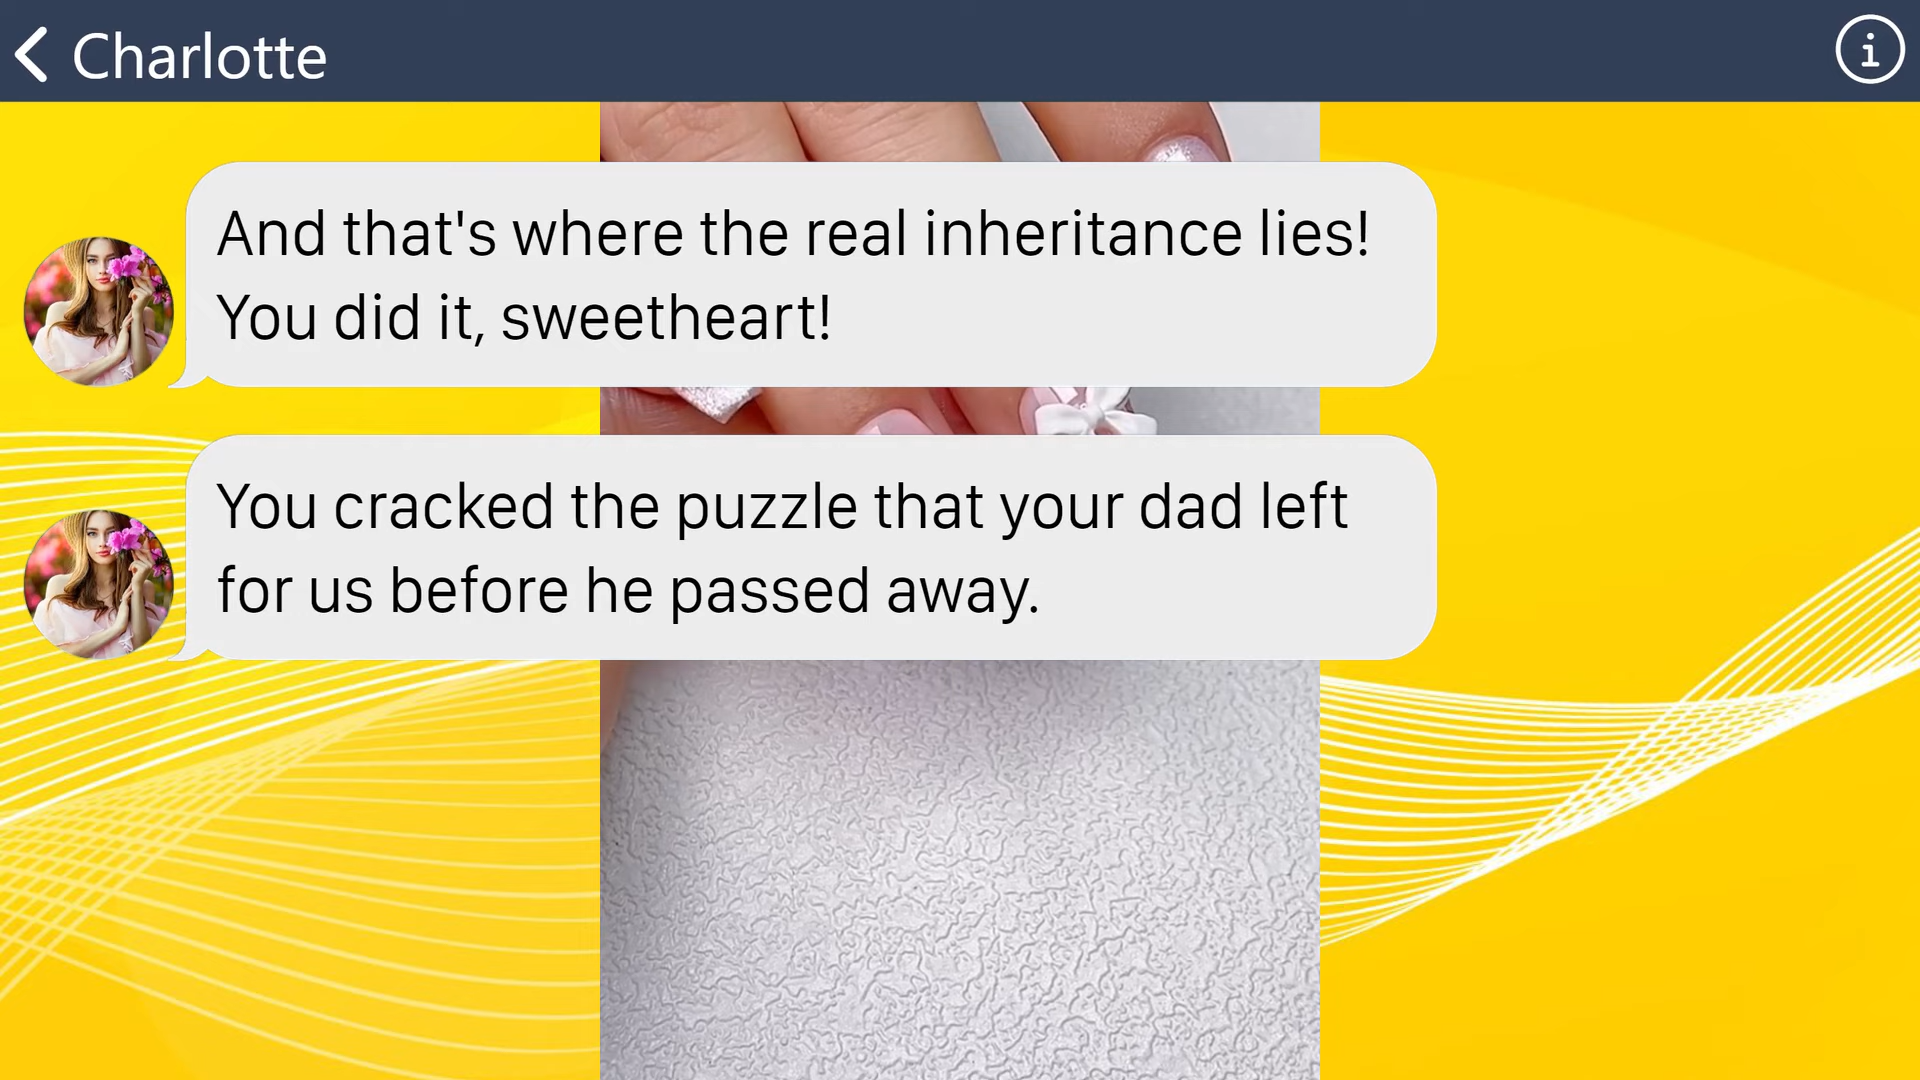 Charlotte
And that's where the real inheritance lies!
You did it, sweetheart!
You cracked the puzzle that your dad left
for us before he passed away.